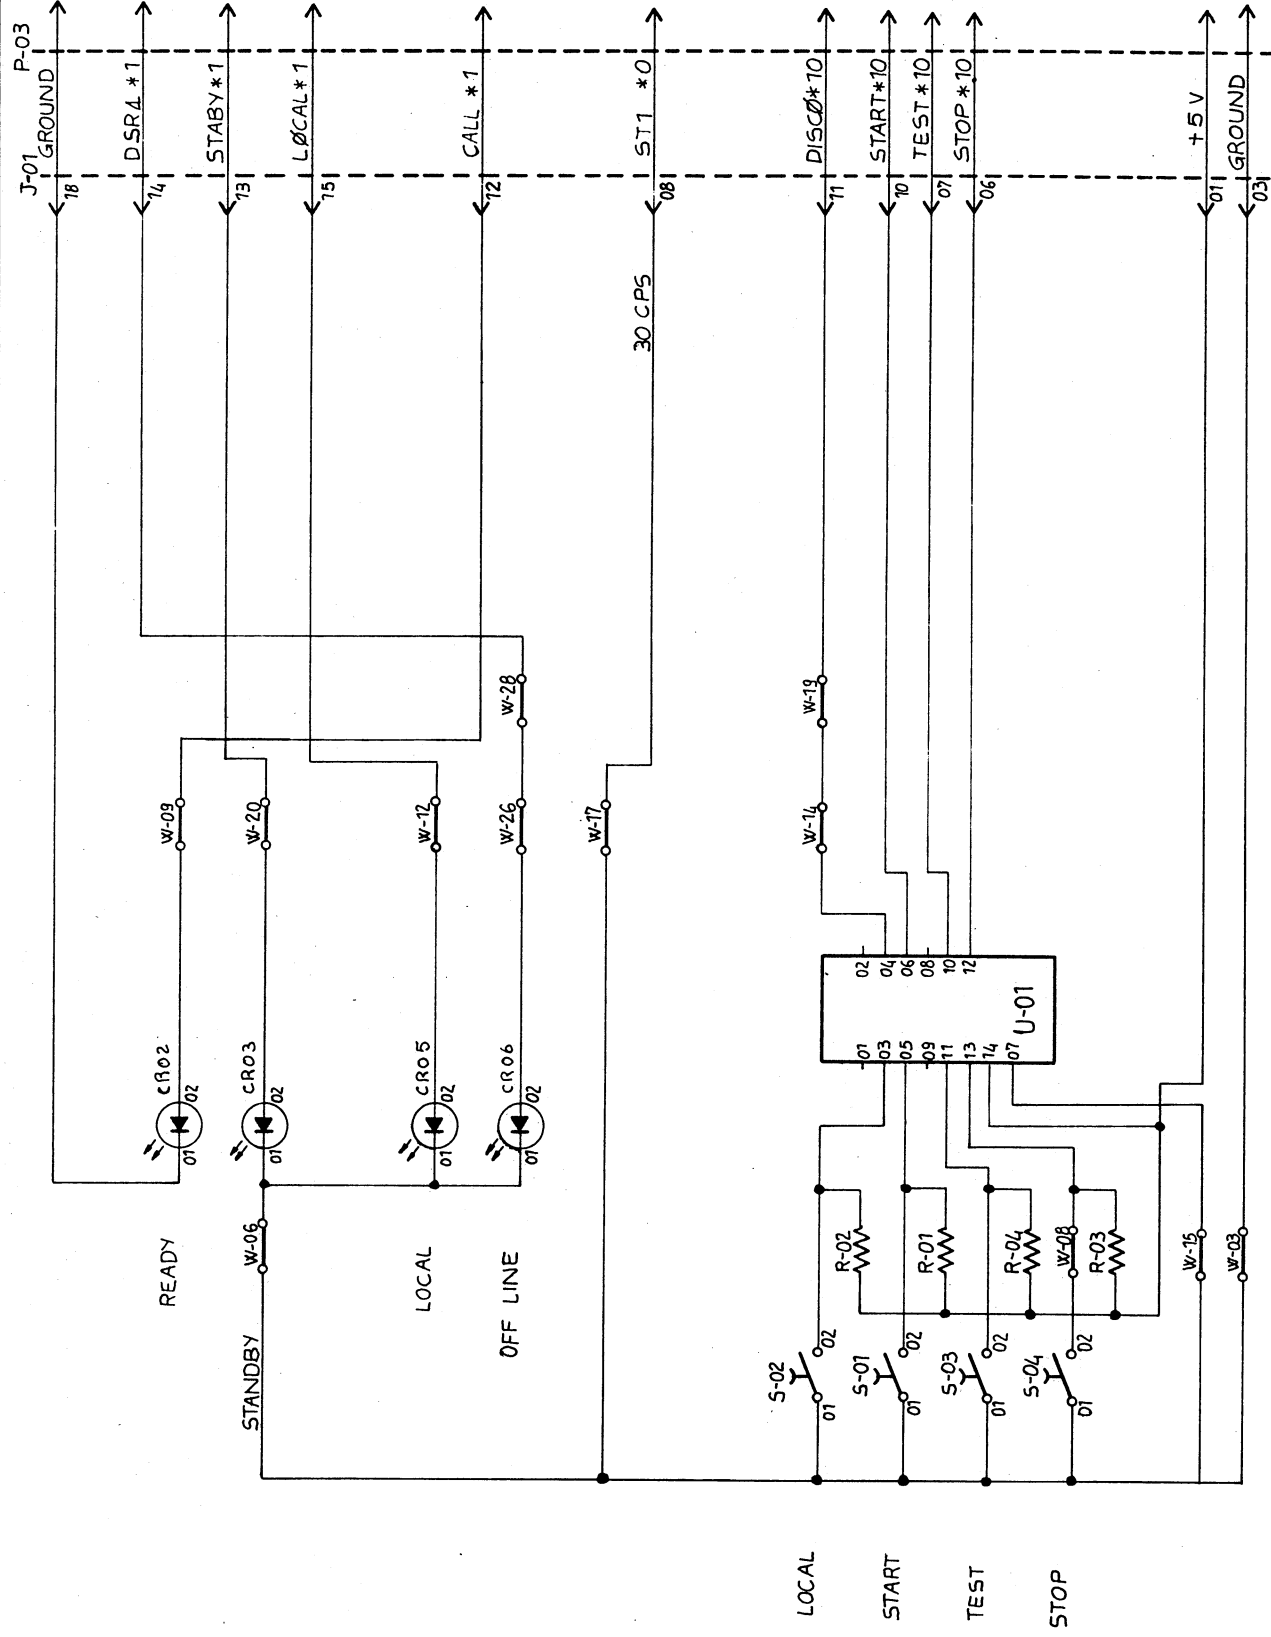 P-03
J-01
GROUND
18
DSR4 *1
14
STABY*1
13
LØCAL*1
15
CALL *1
12
ST1 *0
08
DISCØ*10
11
START*10
10
TEST*10
07
STOP*10
06
+5V
01
GROUND
03
30 CPS
W-28
W-19
W-09
W-20
W-12
W-26
W-17
W-14
02
04
06
08
10
12
U-01
01
03
05
09
11
13
14
07
CR02
02
01
CR03
02
01
CR05
02
01
CR06
02
01
READY
W-06
STANDBY
LOCAL
OFF LINE
R-02
R-01
R-04
W-08
R-03
W-15
W-03
S-02
02
01
S-01
02
01
S-03
02
01
S-04
02
01
LOCAL
START
TEST
STOP